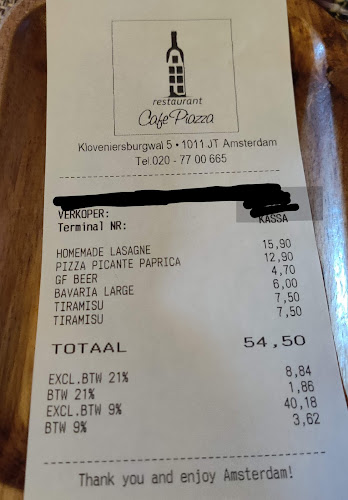 restaurant
Café Piazza
Kloveniersburgwal 5 • 1011 JT Amsterdam
Tel.020 - 77 00 665
VERKOPER:
Terminal NR: KASSA
HOMEMADE LASAGNE 15,90
PIZZA PICANTE PAPRICA 12,90
GF BEER 4,70
BAVARIA LARGE 6,00
TIRAMISU 7,50
TIRAMISU 7,50
TOTAAL 54,50
EXCL.BTW 21% 8,84
BTW 21% 1,86
EXCL.BTW 9% 40,18
BTW 9% 3,62
Thank you and enjoy Amsterdam!